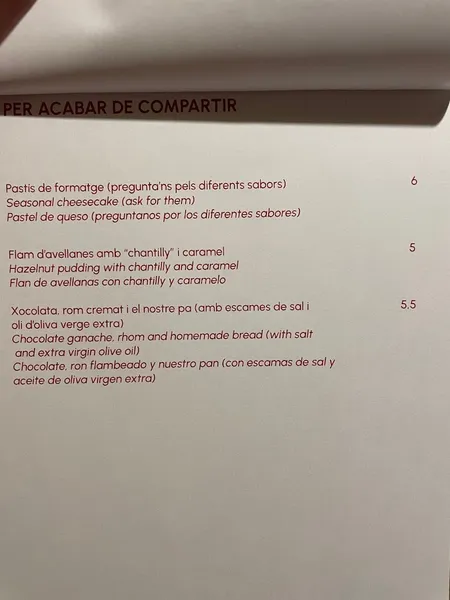 PER ACABAR DE COMPARTIR
Pastis de formatge (pregunta'ns pels diferents sabors) 6
Seasonal cheesecake (ask for them)
Pastel de queso (preguntanos por los diferentes sabores)
Flam d'avellanes amb "chantilly" i caramel 5
Hazelnut pudding with chantilly and caramel
Flan de avellanas con chantilly y caramelo
Xocolata, rom cremat i el nostre pa (amb escames de sal i 5.5
oli d'oliva verge extra)
Chocolate ganache, rhom and homemade bread (with salt
and extra virgin olive oil)
Chocolate, ron flambeado y nuestro pan (con escamas de sal y
aceite de oliva virgen extra)